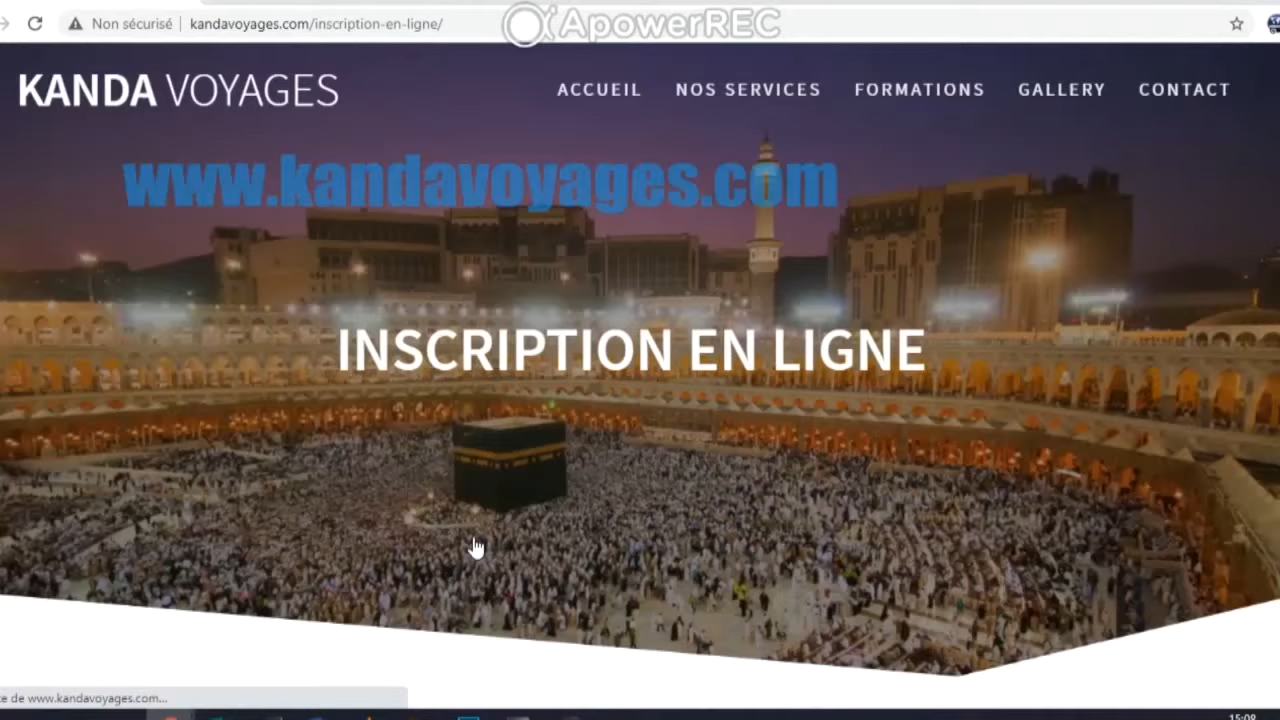 Non sécurisé | kandavoyages.com/inscription-en-ligne/
ApowerREC
KANDA VOYAGES
ACCUEIL NOS SERVICES FORMATIONS GALLERY CONTACT
www.kandavoyages.com
INSCRIPTION EN LIGNE
de www.kandavoyages.com...
15:08